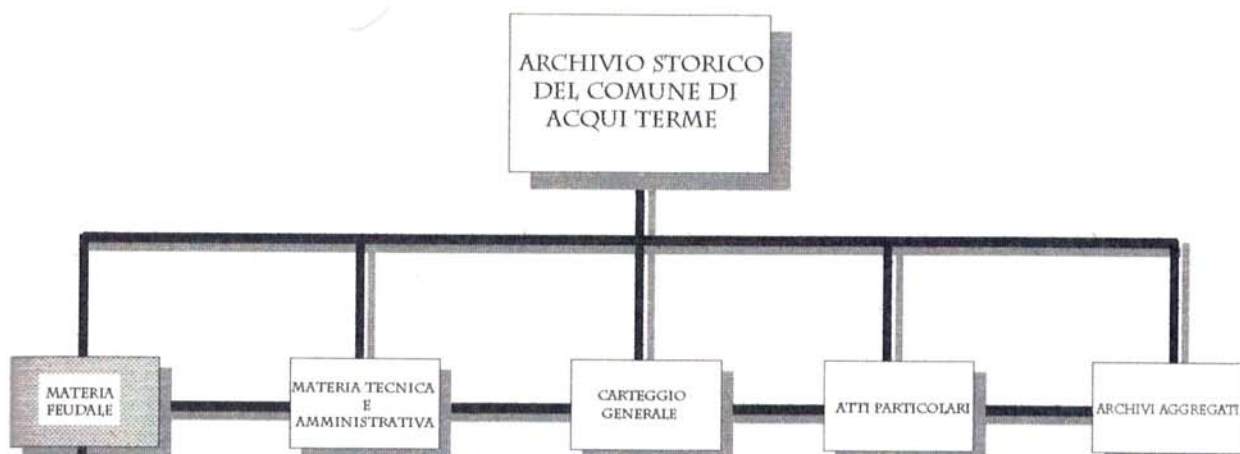 ARCHIVIO STORICO
DEL COMUNE DI
ACQUI TERME
MATERIA
FEUDALE
MATERIA TECNICA
E
AMMINISTRATIVA
CARTEGGIO
GENERALE
ATTI PARTICOLARI
ARCHIVI AGGREGATI